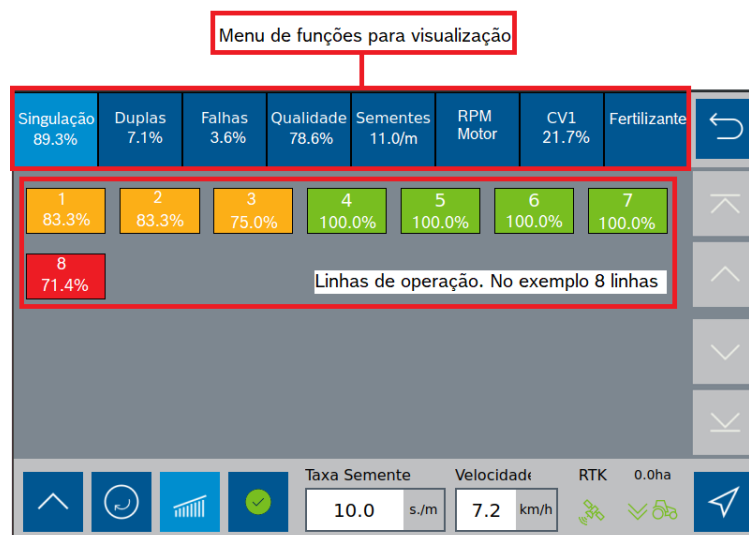 Menu de funções para visualização
Singulação Duplas Falhas Qualidade Sementes RPM CV1 Fertilizante
89.3% 7.1% 3.6% 78.6% 11.0/m Motor 21.7%
1 2 3 4 5 6 7
83.3% 83.3% 75.0% 100.0% 100.0% 100.0% 100.0%
8
71.4%
Linhas de operação. No exemplo 8 linhas
Taxa Semente Velocidade RTK 0.0ha
10.0 s./m 7.2 km/h